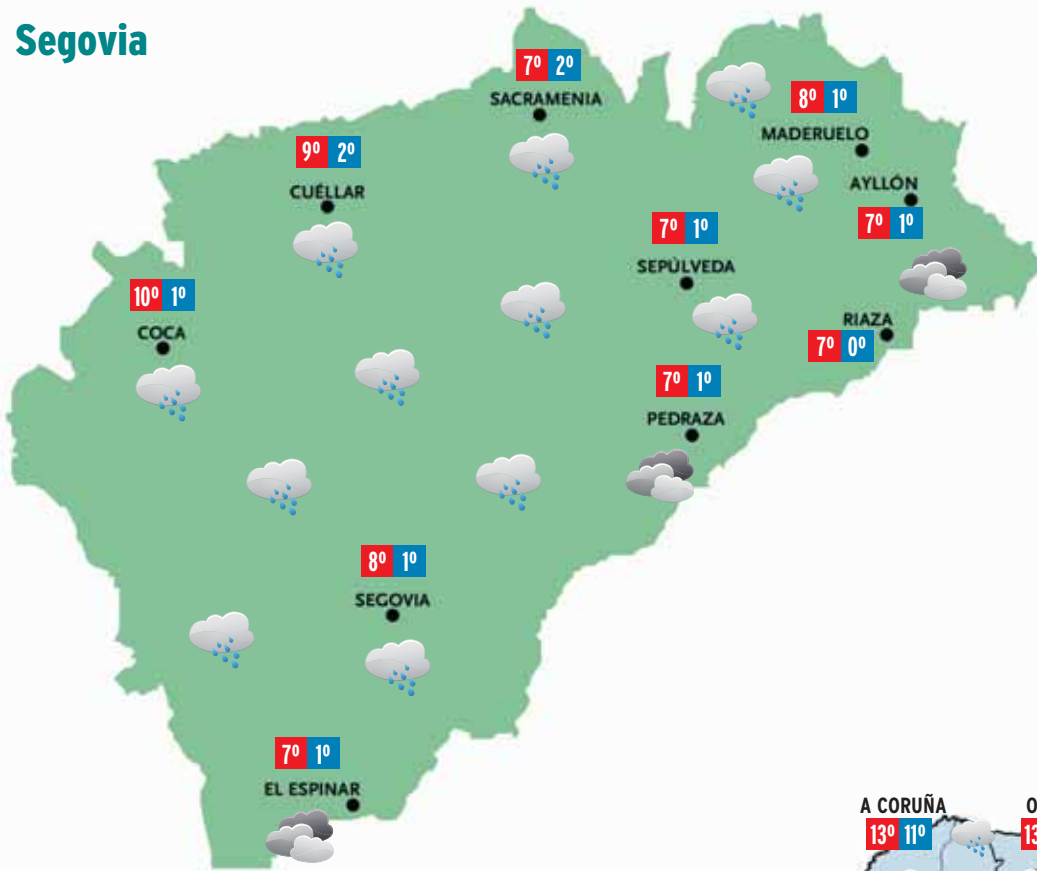 Segovia
7º 2º
SACRAMENIA
8º 1º
MADERUELO
9º 2º
CUÉLLAR
AYLLÓN
7º 1º
7º 1º
SEPÚLVEDA
10º 1º
COCA
RIAZA
7º 0º
7º 1º
PEDRAZA
8º 1º
SEGOVIA
7º 1º
EL ESPINAR
A CORUÑA
13º 11º